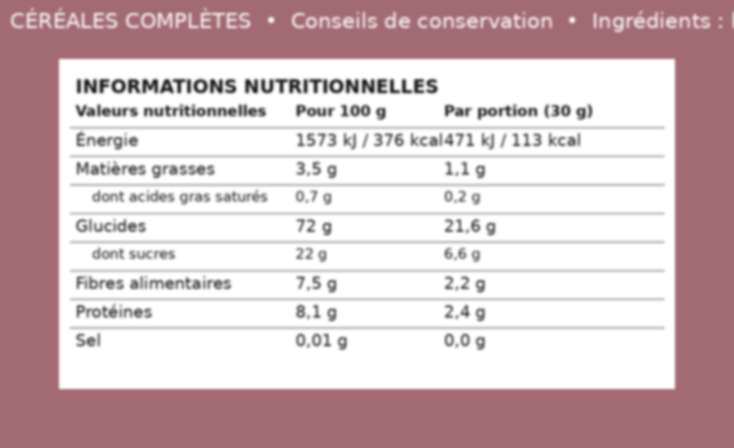 CÉRÉALES COMPLÈTES • Conseils de conservation • Ingrédients :
INFORMATIONS NUTRITIONNELLES
Valeurs nutritionnelles Pour 100 g Par portion (30 g)
Énergie 1573 kJ / 376 kcal 471 kJ / 113 kcal
Matières grasses 3,5 g 1,1 g
dont acides gras saturés 0,7 g 0,2 g
Glucides 72 g 21,6 g
dont sucres 22 g 6,6 g
Fibres alimentaires 7,5 g 2,2 g
Protéines 8,1 g 2,4 g
Sel 0,01 g 0,0 g